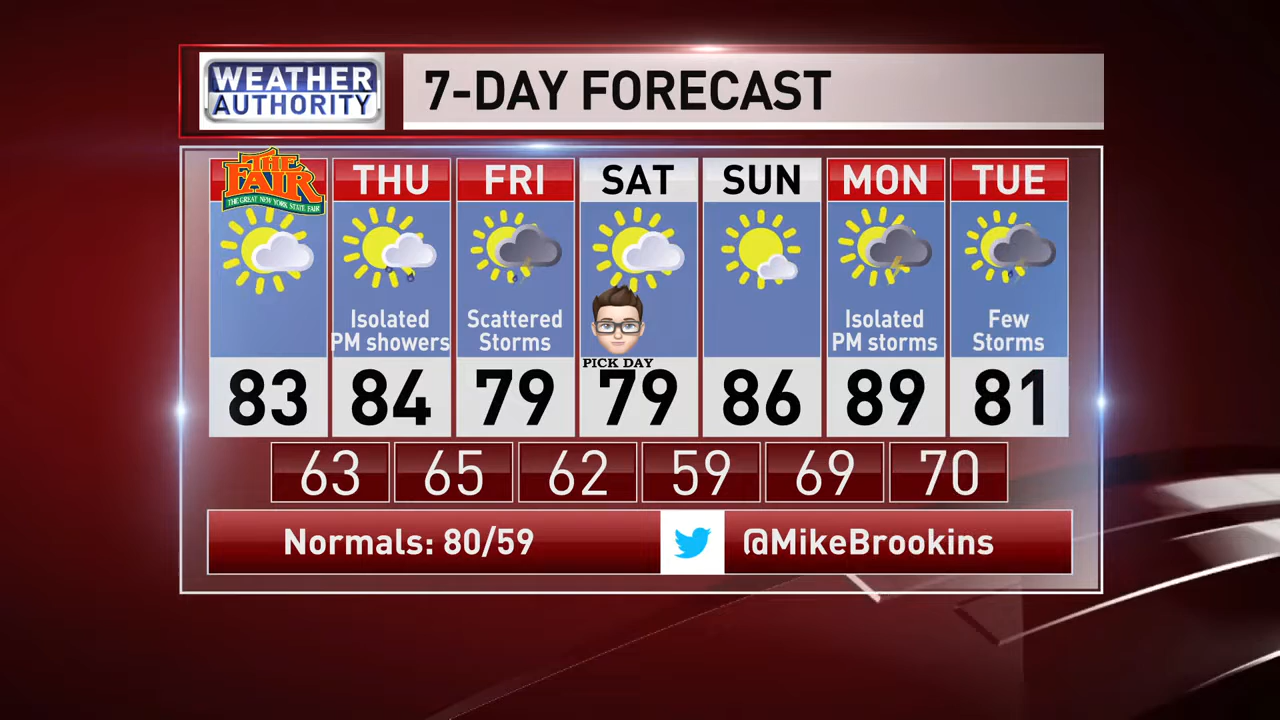 WEATHER
AUTHORITY
7-DAY FORECAST
THE
FAIR
THE GREAT NEW YORK STATE FAIR
THU
FRI
SAT
SUN
MON
TUE
Isolated
PM showers
Scattered
Storms
Isolated
PM storms
Few
Storms
PICK DAY
83
84
79
79
86
89
81
63
65
62
59
69
70
Normals: 80/59
@MikeBrookins